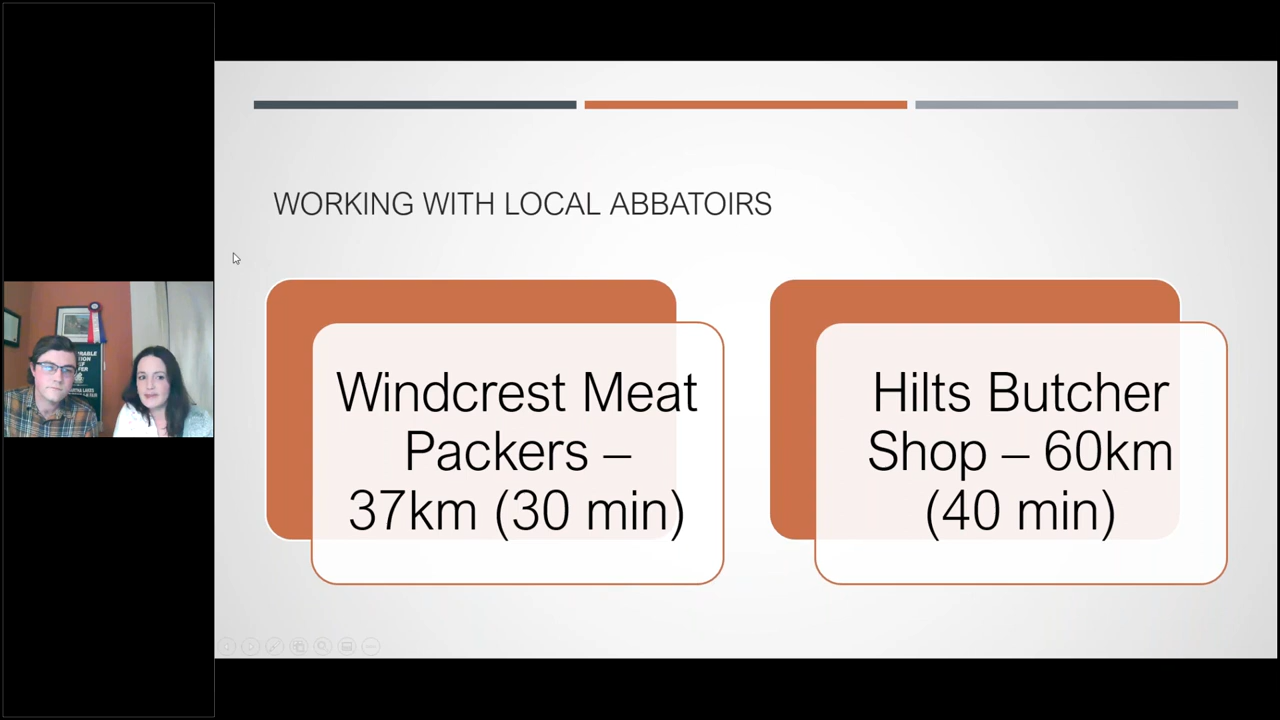 WORKING WITH LOCAL ABBATOIRS
Windcrest Meat
Packers –
37km (30 min)
Hilts Butcher
Shop – 60km
(40 min)